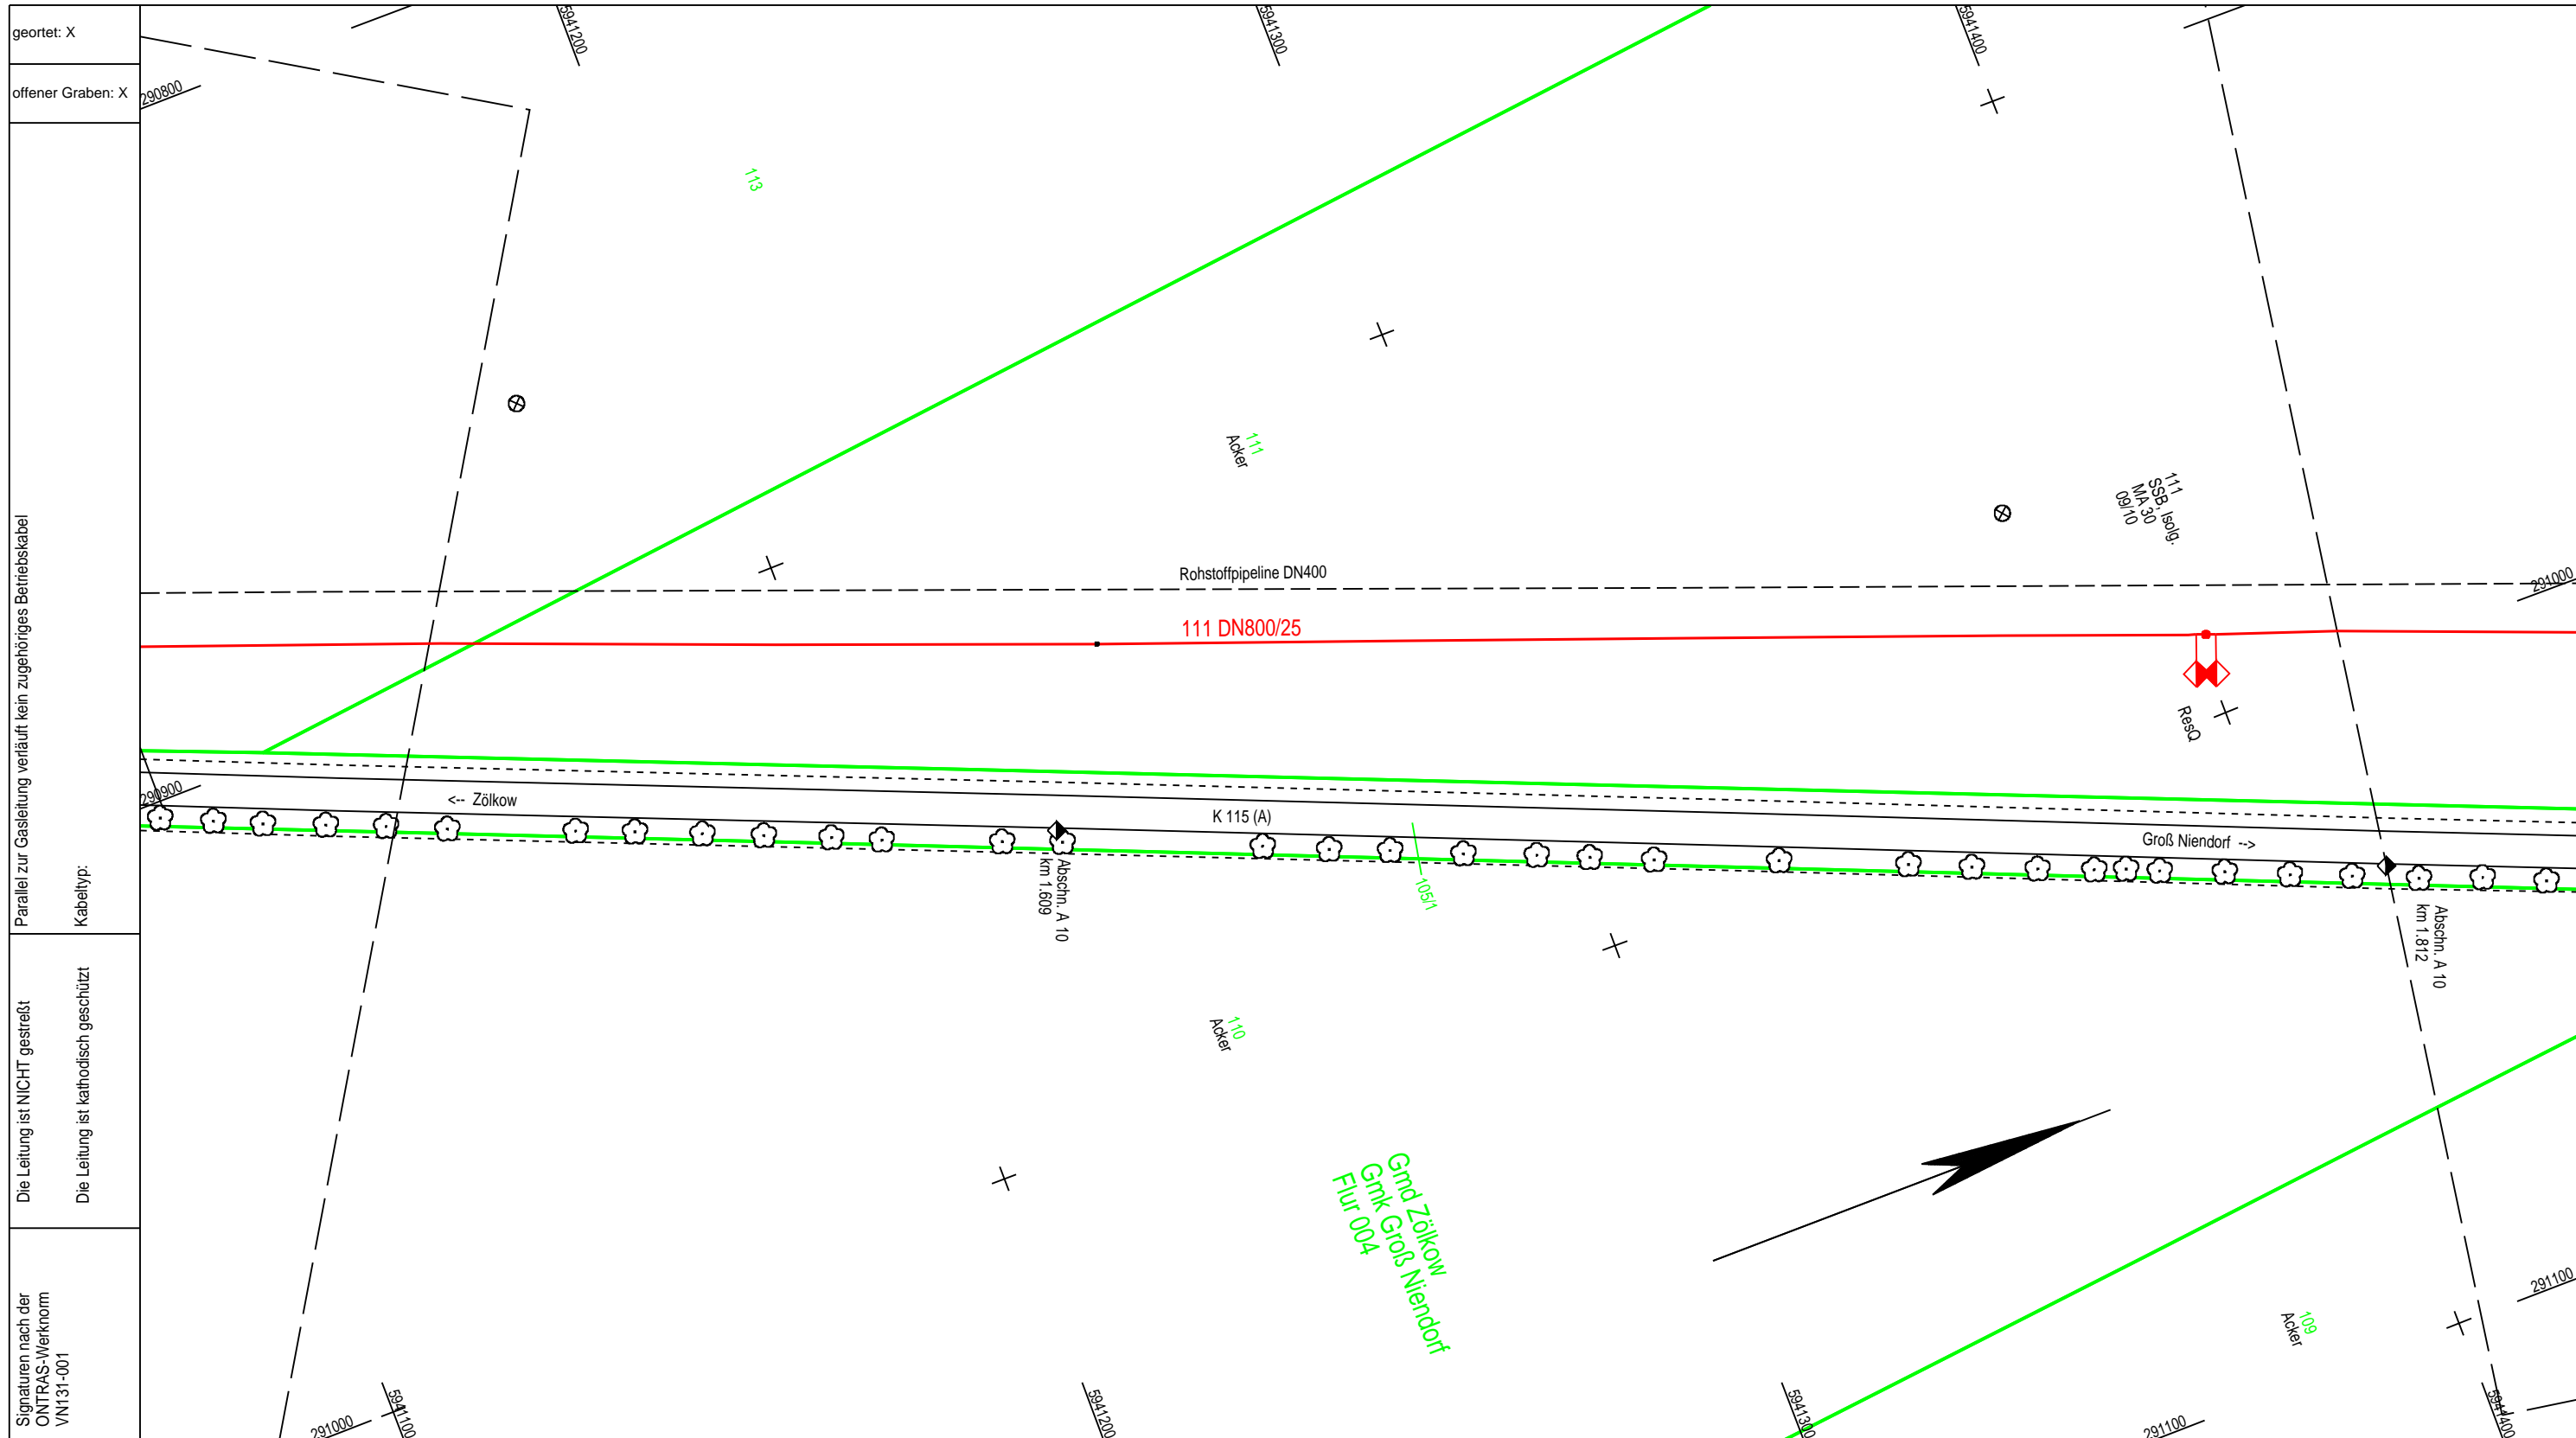 geortet: X
offener Graben: X
Parallel zur Gasleitung verläuft kein zugehöriges Betriebskabel
Kabeltyp:
Die Leitung ist NICHT gestreßt
Die Leitung ist kathodisch geschützt
Signaturen nach der
ONTRAS-Werknorm
VN131-001
5941200
5941300
5941400
290800
113
111
Acker
111
SSB, Isolg.
MA 30
09/10
Rohstoffpipeline DN400
291000
111 DN800/25
ResQ
290900
<-- Zölkow
K 115 (A)
Groß Niendorf -->
Abschn. A 10
km 1.609
105/1
Abschn. A 10
km 1.812
110
Acker
Gmd Zölkow
Gmk Groß Niendorf
Flur 004
109
Acker
291100
291000
5941100
5941200
5941300
291100
5941400